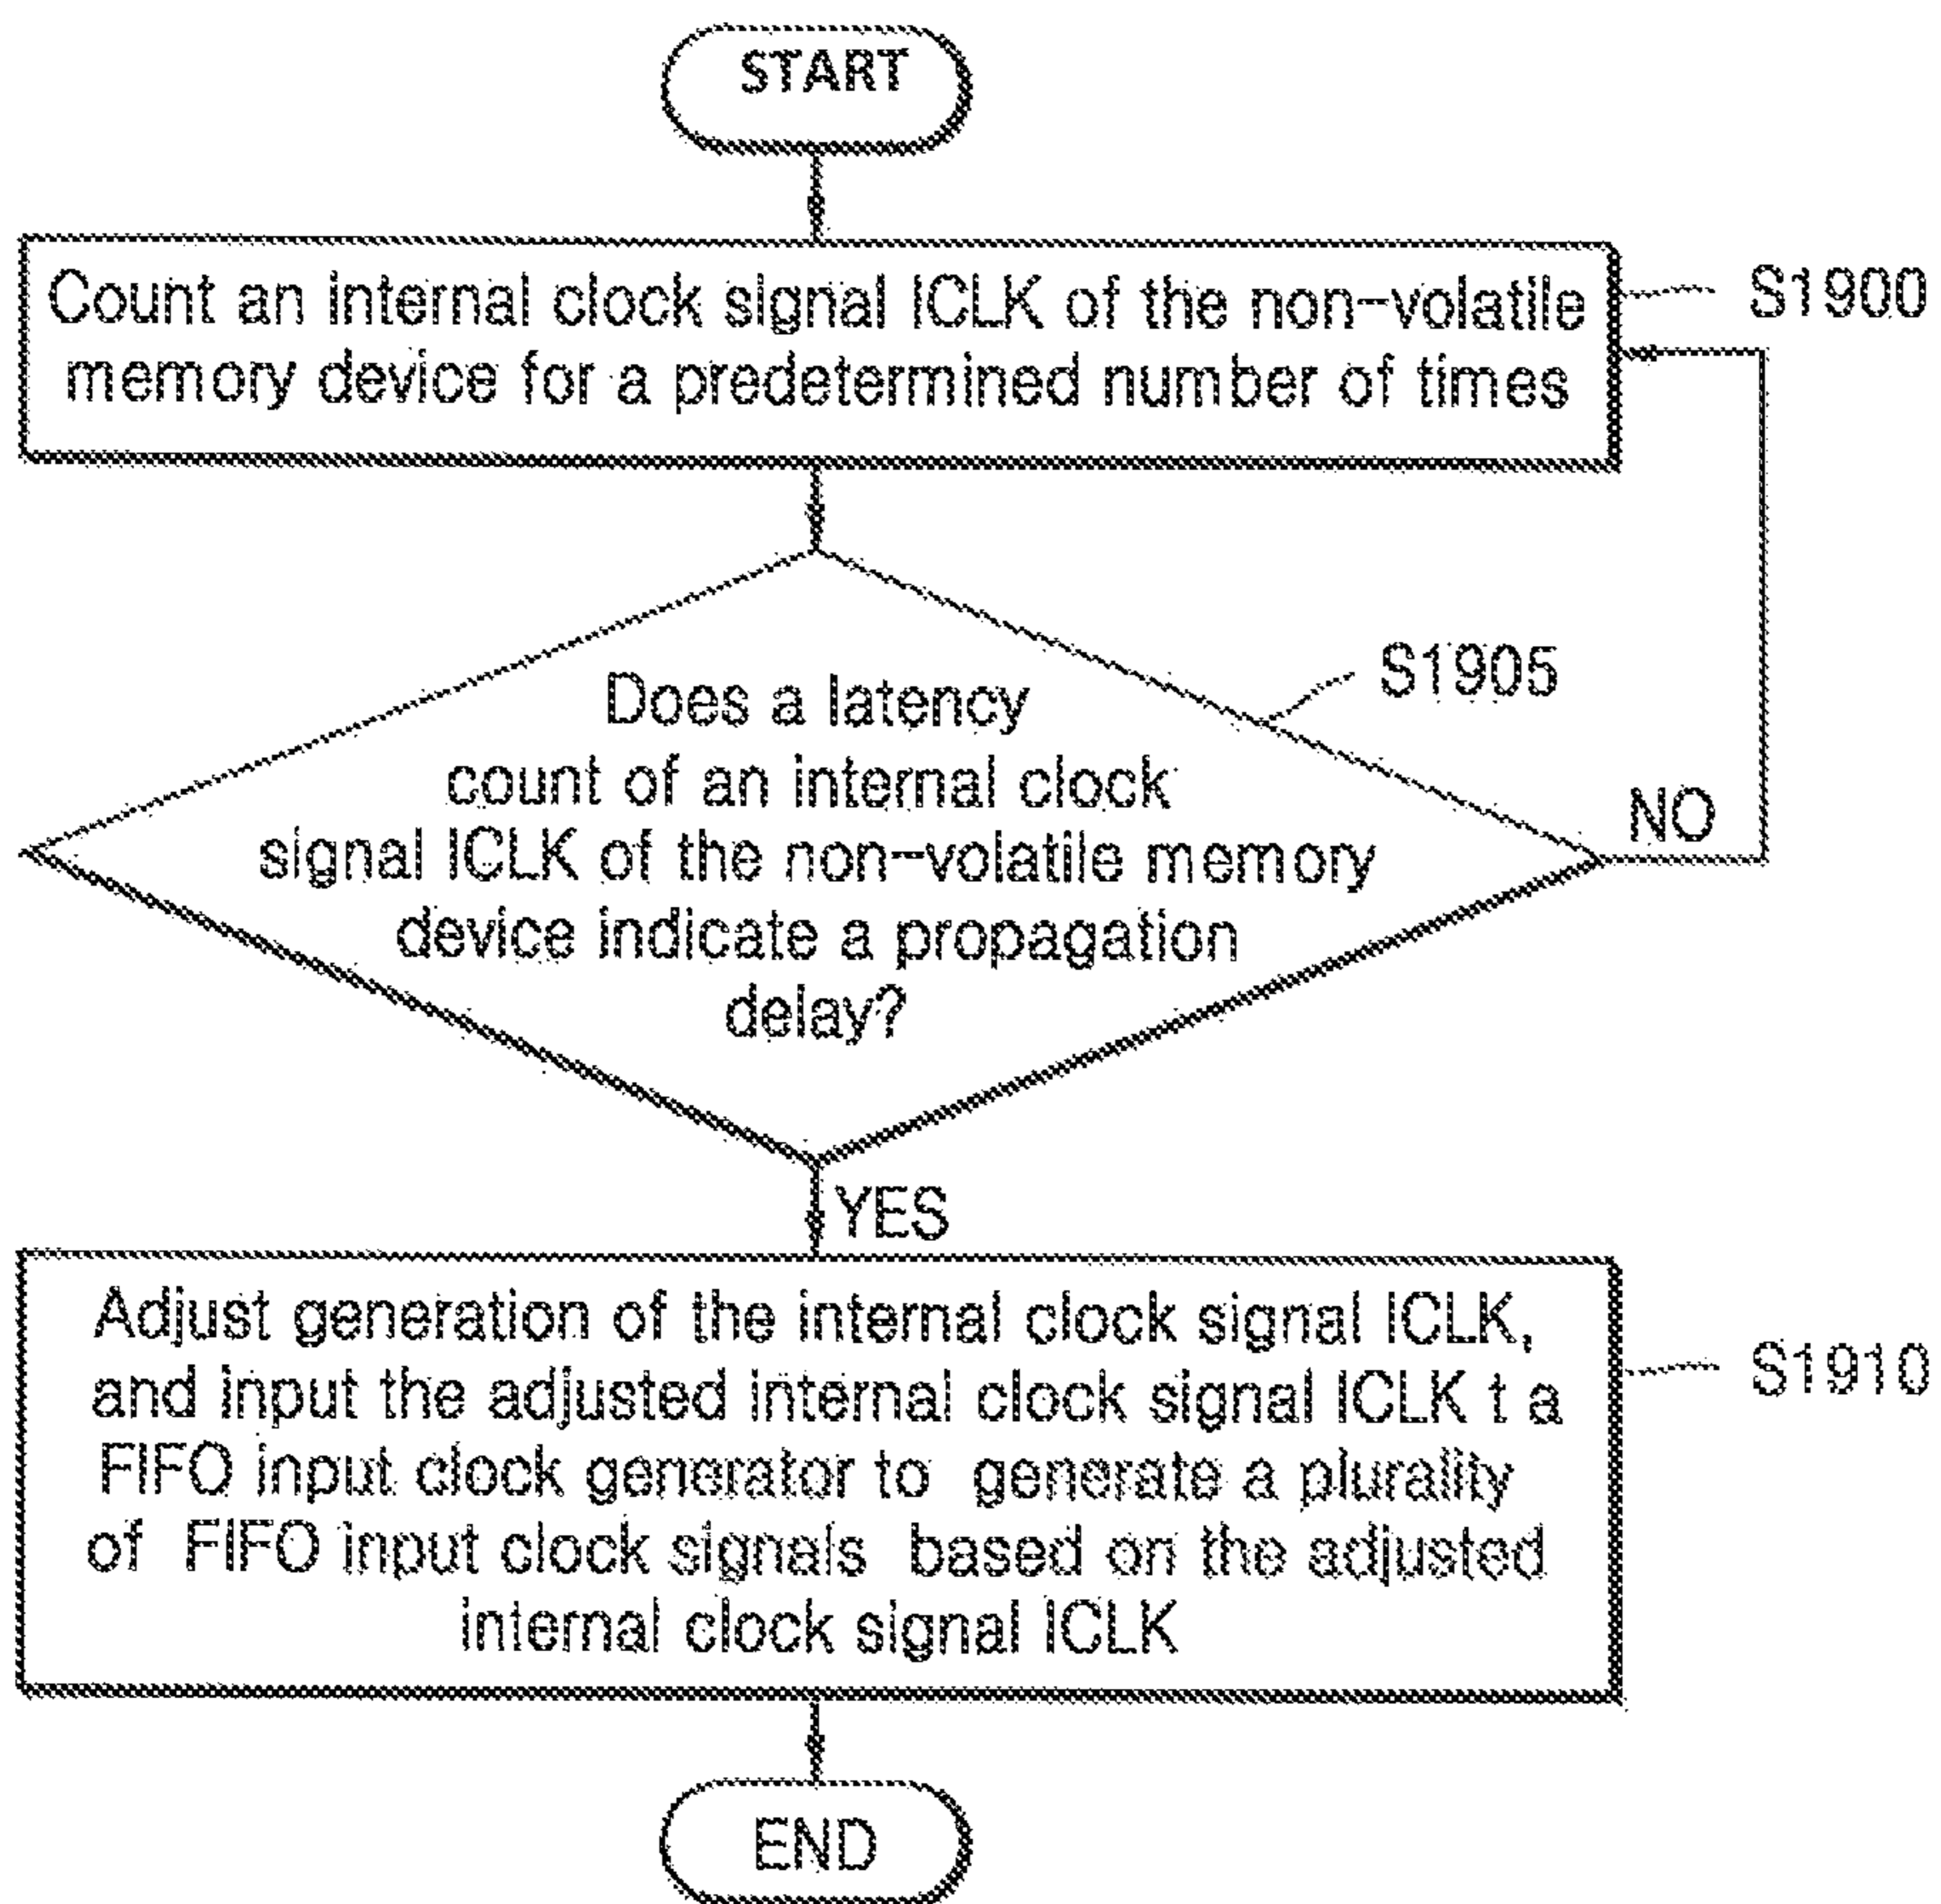 START
Count an internal clock signal ICLK of the non-volatile
memory device for a predetermined number of times
S1900
Does a latency
count of an internal clock
signal ICLK of the non-volatile memory
device indicate a propagation
delay?
S1905
NO
YES
Adjust generation of the internal clock signal ICLK,
and input the adjusted internal clock signal ICLK t a
FIFO input clock generator to generate a plurality
of FIFO input clock signals based on the adjusted
internal clock signal ICLK
S1910
END